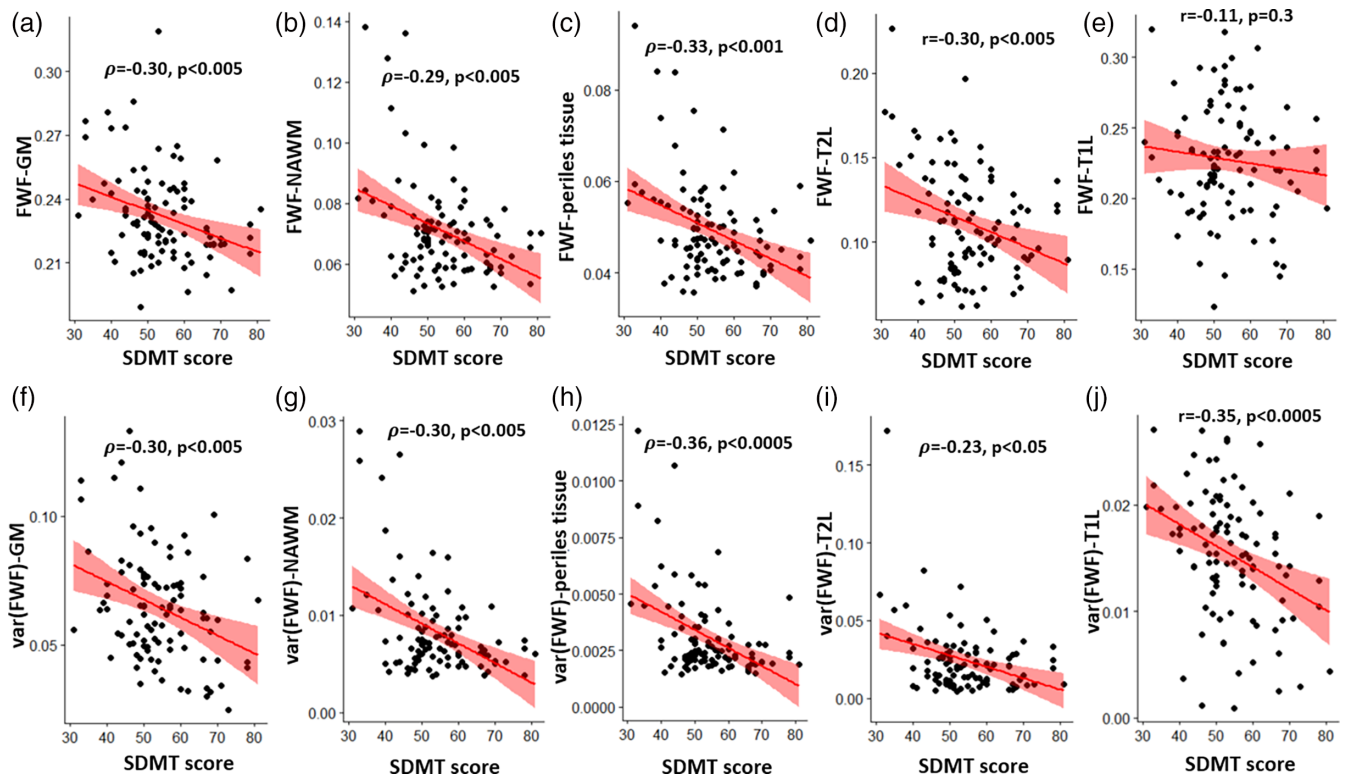 (a)
ρ=-0.30, p<0.005
FWF-GM
0.30
0.27
0.24
0.21
30 40 50 60 70 80
SDMT score
(b)
ρ=-0.29, p<0.005
FWF-NAWM
0.14
0.12
0.10
0.08
0.06
30 40 50 60 70 80
SDMT score
(c)
ρ=-0.33, p<0.001
FWF-periles tissue
0.08
0.06
0.04
30 40 50 60 70 80
SDMT score
(d)
r=-0.30, p<0.005
FWF-T2L
0.20
0.15
0.10
30 40 50 60 70 80
SDMT score
(e)
r=-0.11, p=0.3
FWF-T1L
0.30
0.25
0.20
0.15
30 40 50 60 70 80
SDMT score
(f)
ρ=-0.30, p<0.005
var(FWF)-GM
0.10
0.05
30 40 50 60 70 80
SDMT score
(g)
ρ=-0.30, p<0.005
var(FWF)-NAWM
0.03
0.02
0.01
0.00
30 40 50 60 70 80
SDMT score
(h)
ρ=-0.36, p<0.0005
var(FWF)-periles tissue
0.0125
0.0100
0.0075
0.0050
0.0025
0.0000
30 40 50 60 70 80
SDMT score
(i)
ρ=-0.23, p<0.05
var(FWF)-T2L
0.15
0.10
0.05
0.00
30 40 50 60 70 80
SDMT score
(j)
r=-0.35, p<0.0005
var(FWF)-T1L
0.02
0.01
0.00
30 40 50 60 70 80
SDMT score